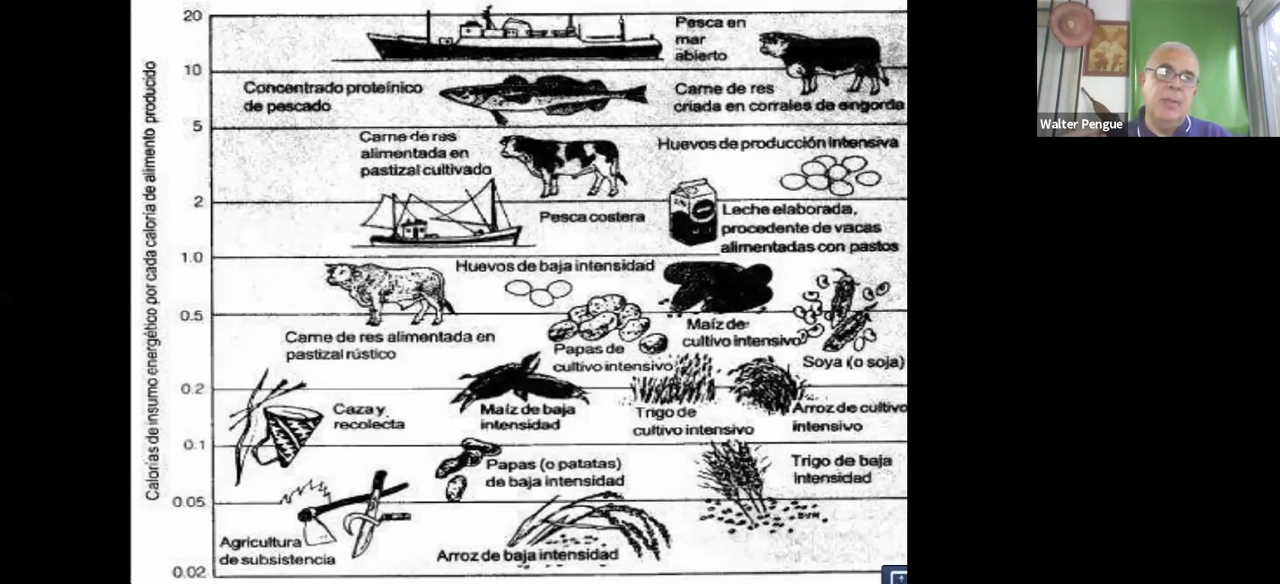 Calorías de insumo energético por cada caloría de alimento producido
20
10
5
2
1.0
0.5
0.2
0.1
0.05
0.02
Pesca en
mar
abierto
Concentrado proteínico
de pescado
Carne de res
criada en corrales de engorda
Carne de res
alimentada en
pastizal cultivado
Huevos de producción intensiva
Pesca costera
Leche elaborada,
procedente de vacas
alimentadas con pastos
Huevos de baja intensidad
Carne de res alimentada en
pastizal rústico
Papas de
cultivo intensivo
Maíz de
cultivo intensivo
Soya (o soja)
Caza y
recolecta
Maíz de baja
intensidad
Trigo de
cultivo intensivo
Arroz de cultivo
intensivo
Papas (o patatas)
de baja intensidad
Trigo de baja
intensidad
Agricultura
de subsistencia
Arroz de baja intensidad
Walter Pengue